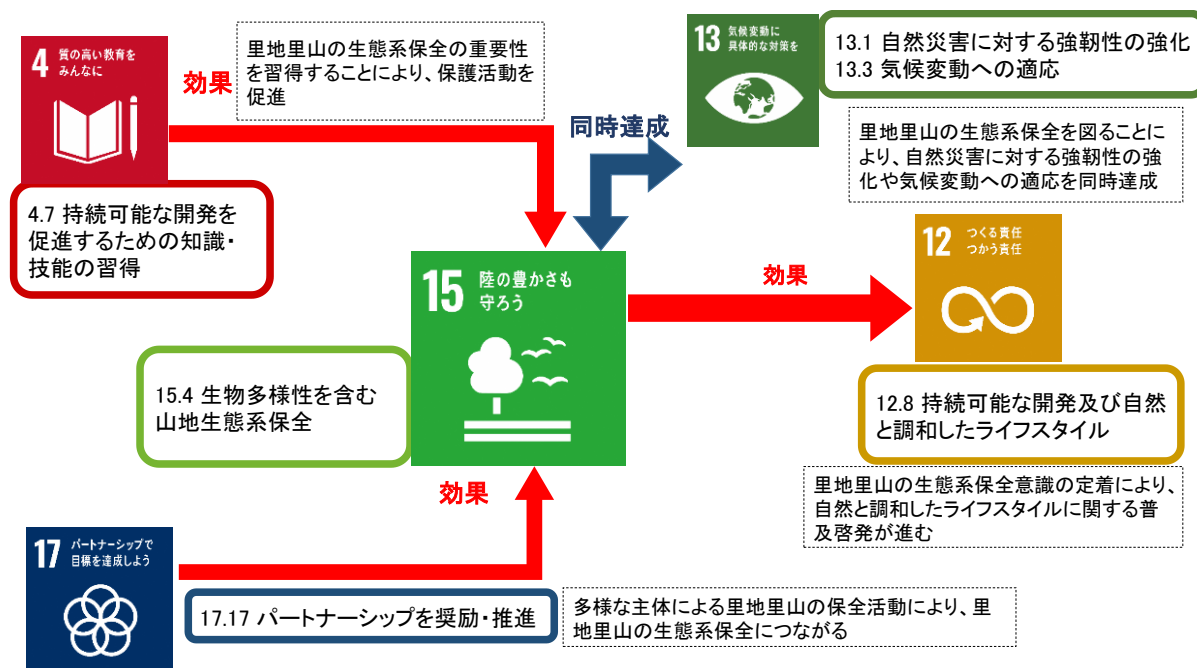 4 質の高い教育を
みんなに
効果
里地里山の生態系保全の重要性
を習得することにより、保護活動を
促進
4.7 持続可能な開発を
促進するための知識・
技能の習得
同時達成
13 気候変動に
具体的な対策を
13.1 自然災害に対する強靭性の強化
13.3 気候変動への適応
里地里山の生態系保全を図ることに
より、自然災害に対する強靭性の強
化や気候変動への適応を同時達成
15 陸の豊かさも
守ろう
15.4 生物多様性を含む
山地生態系保全
効果
12 つくる責任
つかう責任
12.8 持続可能な開発及び自然
と調和したライフスタイル
里地里山の生態系保全意識の定着により、
自然と調和したライフスタイルに関する普
及啓発が進む
効果
17 パートナーシップで
目標を達成しよう
17.17 パートナーシップを奨励・推進
多様な主体による里地里山の保全活動により、里
地里山の生態系保全につながる